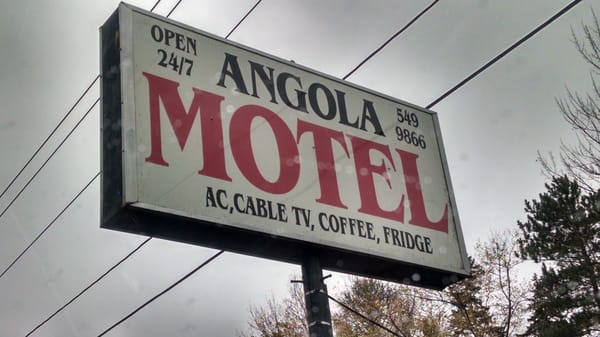 OPEN
24/7
ANGOLA
549
9866
MOTEL
AC,CABLE TV, COFFEE, FRIDGE